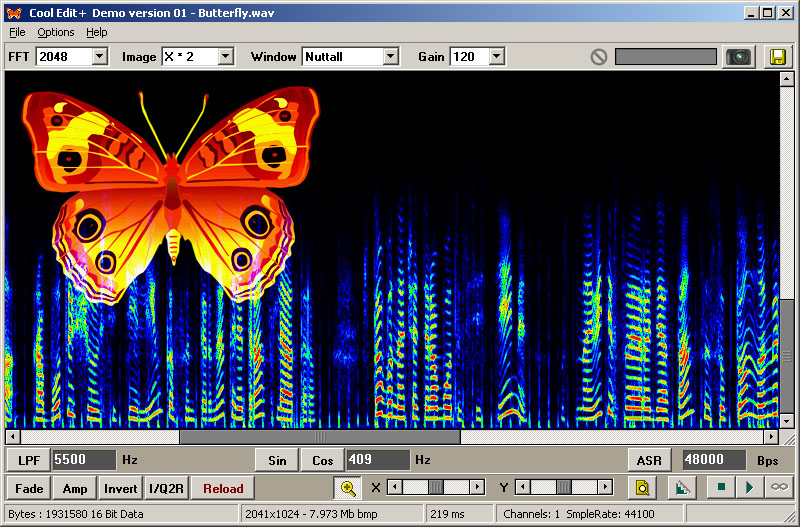 Cool Edit+ Demo version 01 - Butterfly.wav
File Options Help
FFT 2048 Image X * 2 Window Nuttall Gain 120
LPF 5500 Hz Sin Cos 409 Hz ASR 48000 Bps
Fade Amp Invert I/Q2R Reload X Y
Bytes : 1931580 16 Bit Data 2041x1024 - 7.973 Mb bmp 219 ms Channels: 1 SmpleRate: 44100